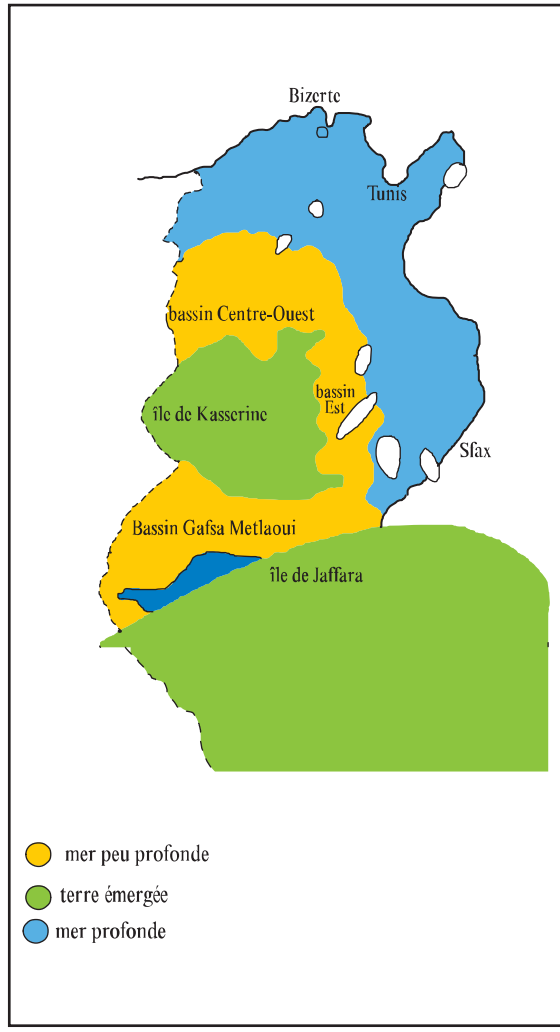 Bizerte
Tunis
bassin Centre-Ouest
bassin
Est
île de Kasserine
Sfax
Bassin Gafsa Metlaoui
île de Jaffara
mer peu profonde
terre émergée
mer profonde